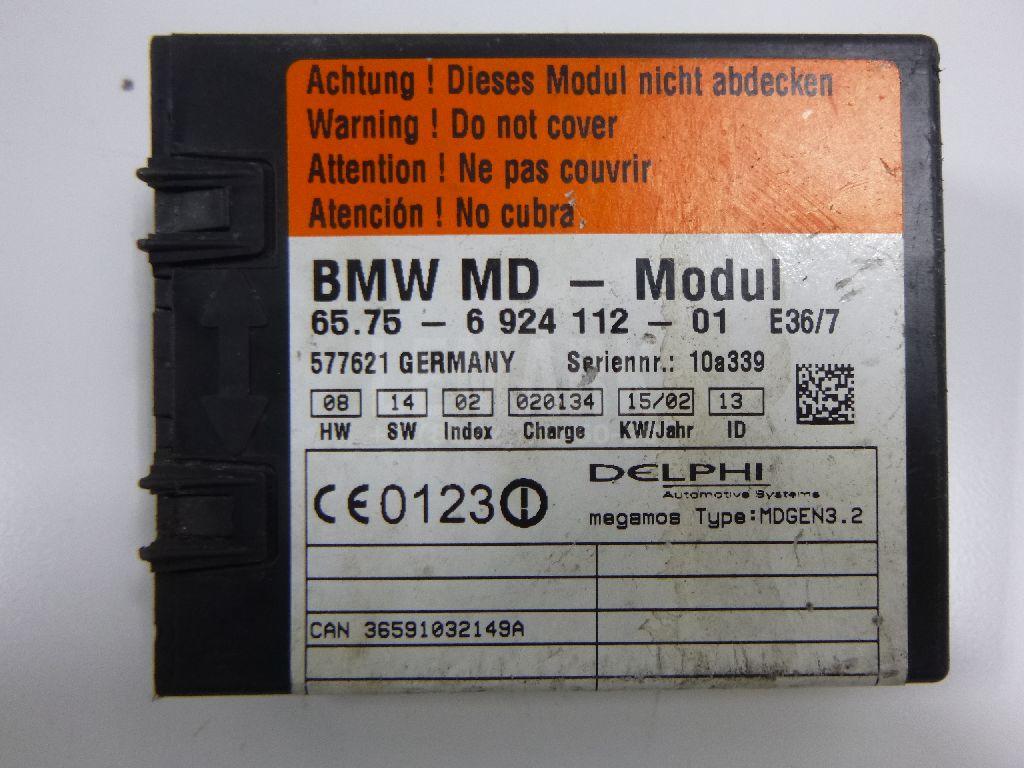 Achtung ! Dieses Modul nicht abdecken
Warning ! Do not cover
Attention ! Ne pas couvrir
Atención ! No cubra
BMW MD – Modul
65.75 – 6 924 112 – 01 E36/7
577621 GERMANY Seriennr.: 10a339
08 14 02 020134 15/02 13
HW SW Index Charge KW/Jahr ID
DELPHI
Automotive Systems
CE0123
megamos Type:MDGEN3.2
CAN 36591032149A